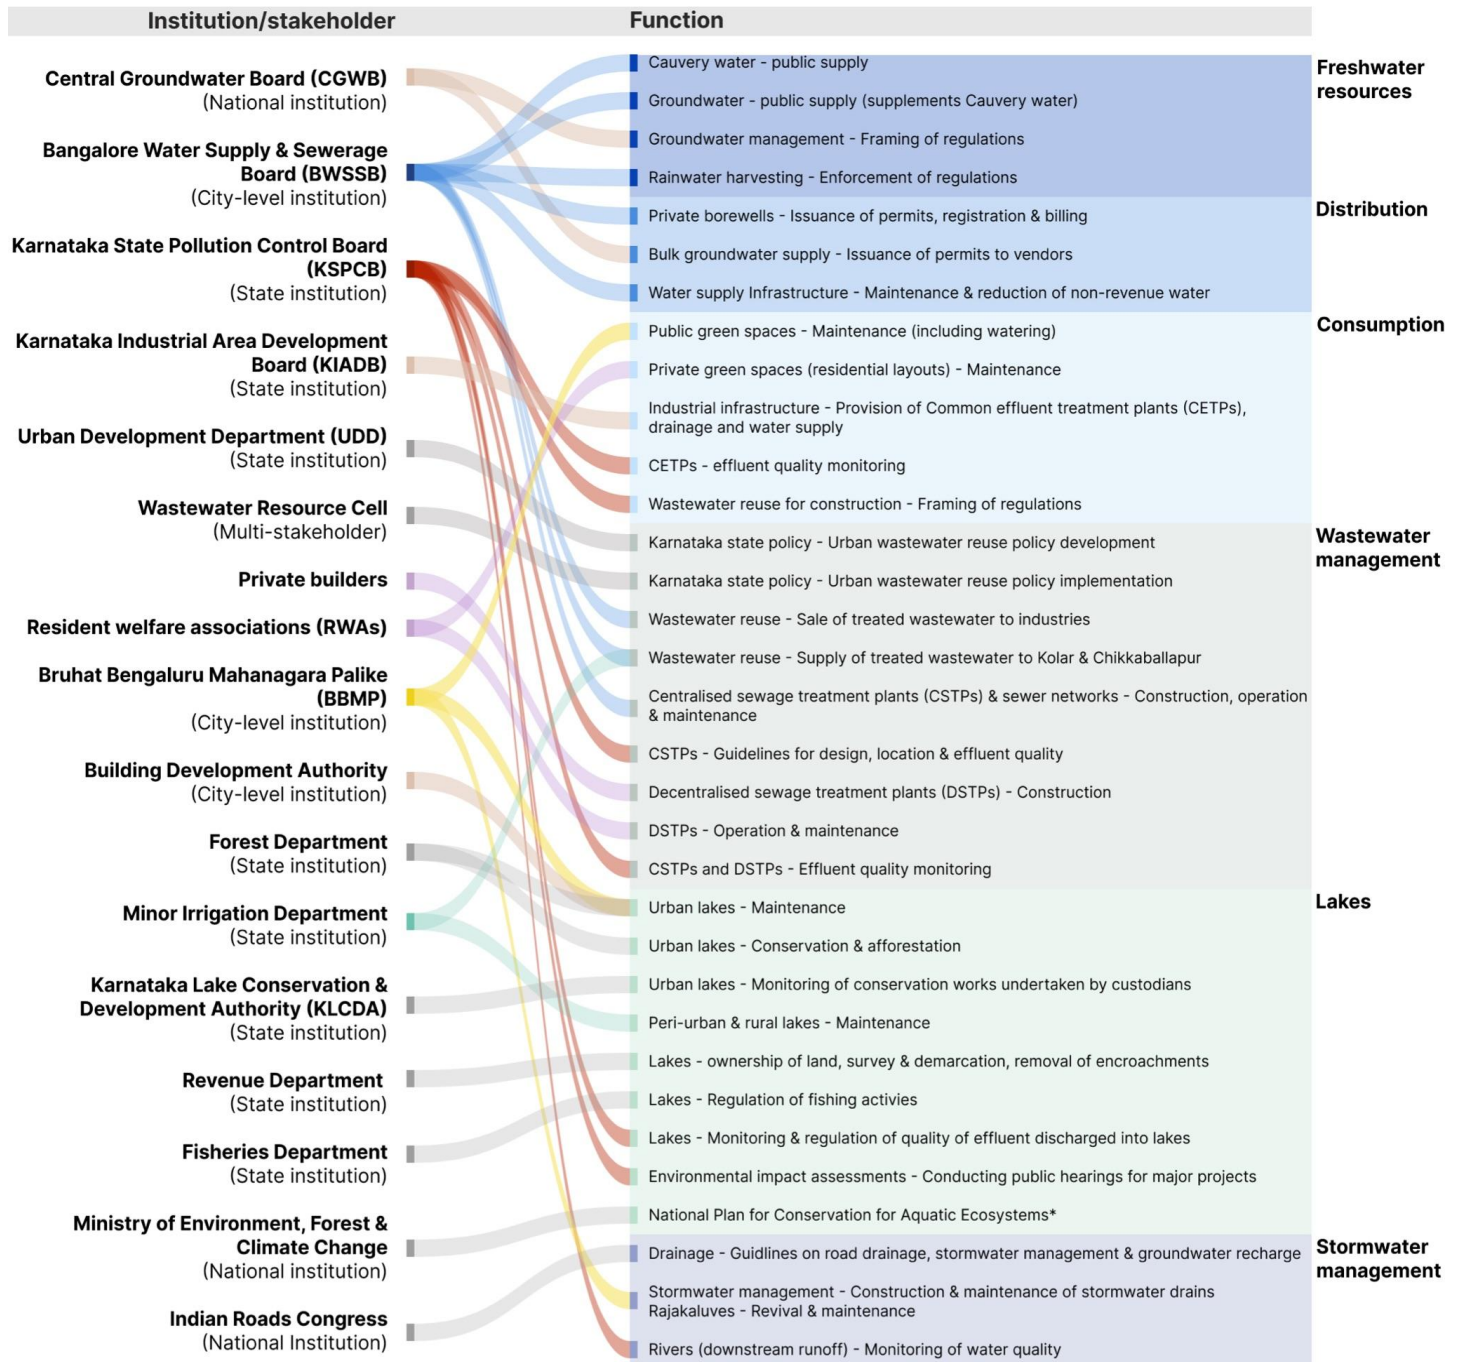 Institution/stakeholder
Function
Central Groundwater Board (CGWB)
(National institution)
Bangalore Water Supply & Sewerage
Board (BWSSB)
(City-level institution)
Karnataka State Pollution Control Board
(KSPCB)
(State institution)
Karnataka Industrial Area Development
Board (KIADB)
(State institution)
Urban Development Department (UDD)
(State institution)
Wastewater Resource Cell
(Multi-stakeholder)
Private builders
Resident welfare associations (RWAs)
Bruhat Bengaluru Mahanagara Palike
(BBMP)
(City-level institution)
Building Development Authority
(City-level institution)
Forest Department
(State institution)
Minor Irrigation Department
(State institution)
Karnataka Lake Conservation &
Development Authority (KLCDA)
(State institution)
Revenue Department
(State institution)
Fisheries Department
(State institution)
Ministry of Environment, Forest &
Climate Change
(National institution)
Indian Roads Congress
(National Institution)
Cauvery water - public supply
Groundwater - public supply (supplements Cauvery water)
Groundwater management - Framing of regulations
Rainwater harvesting - Enforcement of regulations
Private borewells - Issuance of permits, registration & billing
Bulk groundwater supply - Issuance of permits to vendors
Water supply Infrastructure - Maintenance & reduction of non-revenue water
Public green spaces - Maintenance (including watering)
Private green spaces (residential layouts) - Maintenance
Industrial infrastructure - Provision of Common effluent treatment plants (CETPs),
drainage and water supply
CETPs - effluent quality monitoring
Wastewater reuse for construction - Framing of regulations
Karnataka state policy - Urban wastewater reuse policy development
Karnataka state policy - Urban wastewater reuse policy implementation
Wastewater reuse - Sale of treated wastewater to industries
Wastewater reuse - Supply of treated wastewater to Kolar & Chikkaballapur
Centralised sewage treatment plants (CSTPs) & sewer networks - Construction, operation
& maintenance
CSTPs - Guidelines for design, location & effluent quality
Decentralised sewage treatment plants (DSTPs) - Construction
DSTPs - Operation & maintenance
CSTPs and DSTPs - Effluent quality monitoring
Urban lakes - Maintenance
Urban lakes - Conservation & afforestation
Urban lakes - Monitoring of conservation works undertaken by custodians
Peri-urban & rural lakes - Maintenance
Lakes - ownership of land, survey & demarcation, removal of encroachments
Lakes - Regulation of fishing activies
Lakes - Monitoring & regulation of quality of effluent discharged into lakes
Environmental impact assessments - Conducting public hearings for major projects
National Plan for Conservation for Aquatic Ecosystems*
Drainage - Guidlines on road drainage, stormwater management & groundwater recharge
Stormwater management - Construction & maintenance of stormwater drains
Rajakaluves - Revival & maintenance
Rivers (downstream runoff) - Monitoring of water quality
Freshwater
resources
Distribution
Consumption
Wastewater
management
Lakes
Stormwater
management